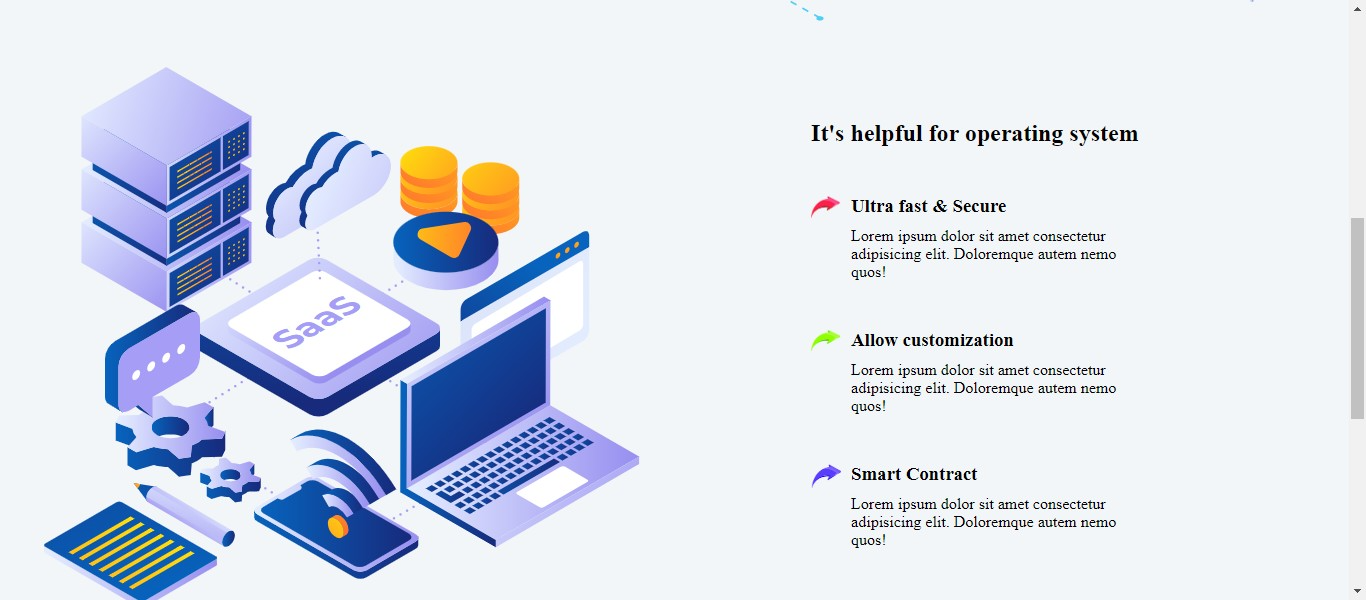 SaaS
It's helpful for operating system
Ultra fast & Secure
Lorem ipsum dolor sit amet consectetur
adipisicing elit. Doloremque autem nemo
quos!
Allow customization
Lorem ipsum dolor sit amet consectetur
adipisicing elit. Doloremque autem nemo
quos!
Smart Contract
Lorem ipsum dolor sit amet consectetur
adipisicing elit. Doloremque autem nemo
quos!